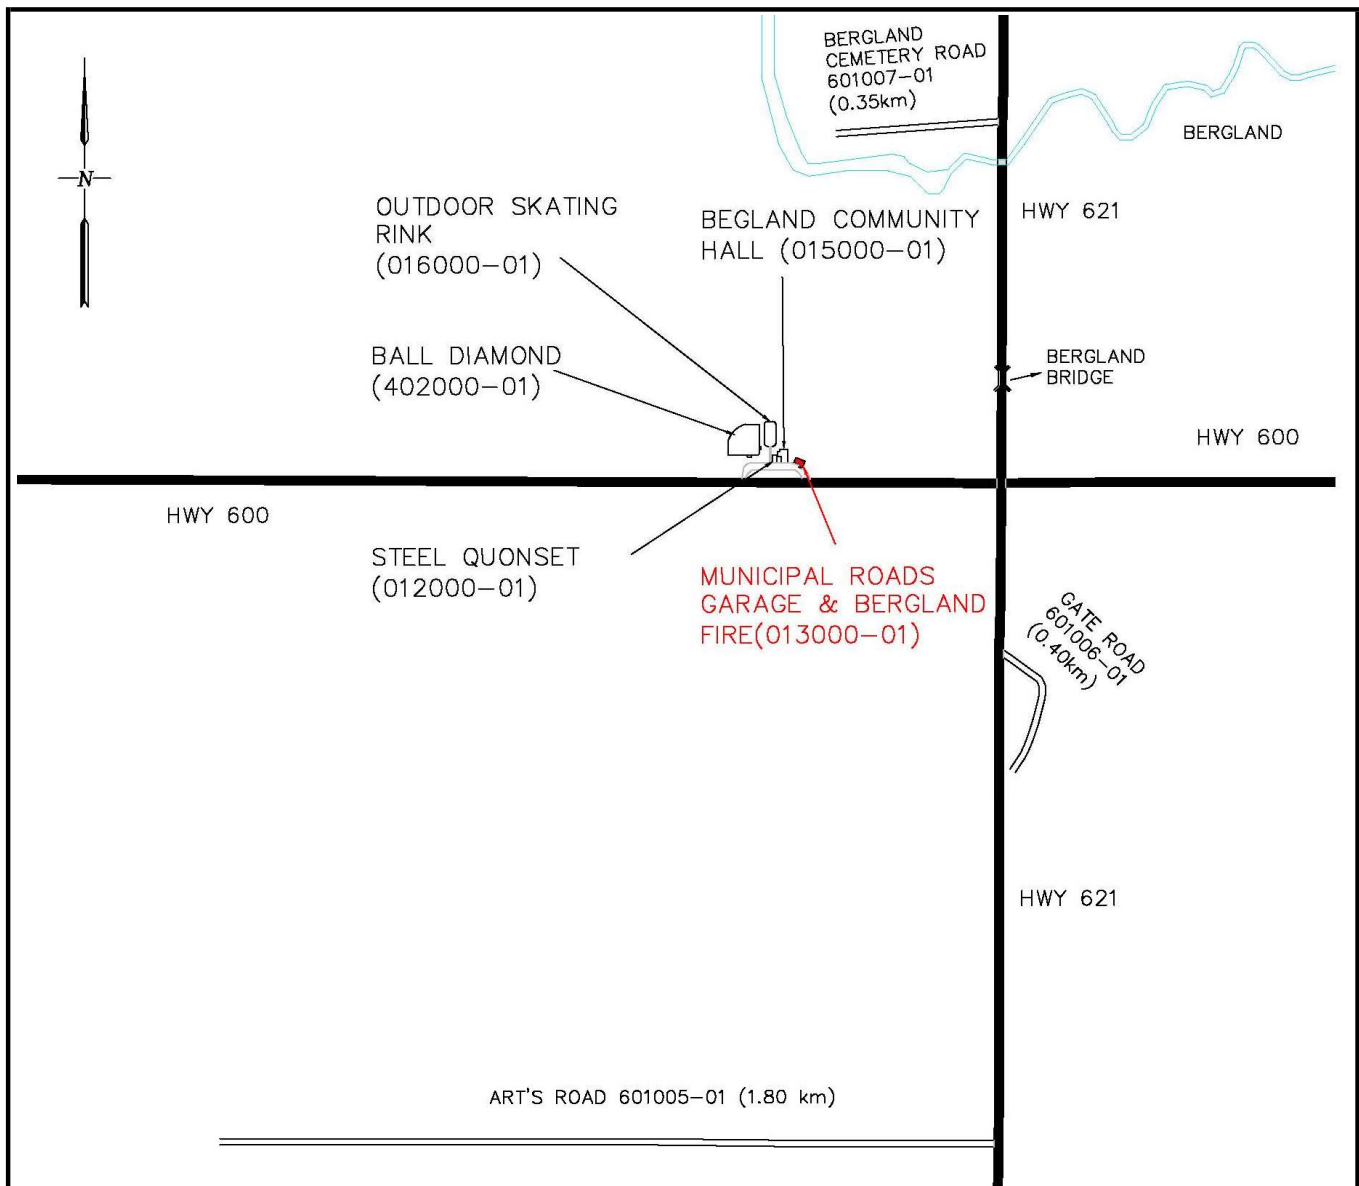 BERGLAND
CEMETERY ROAD
601007-01
(0.35km)
BERGLAND
N
OUTDOOR SKATING
RINK
(016000-01)
BEGLAND COMMUNITY
HALL (015000-01)
HWY 621
BALL DIAMOND
(402000-01)
BERGLAND
BRIDGE
HWY 600
HWY 600
STEEL QUONSET
(012000-01)
MUNICIPAL ROADS
GARAGE & BERGLAND
FIRE(013000-01)
GATE ROAD
601006-01
(0.40km)
HWY 621
ART'S ROAD 601005-01 (1.80 km)